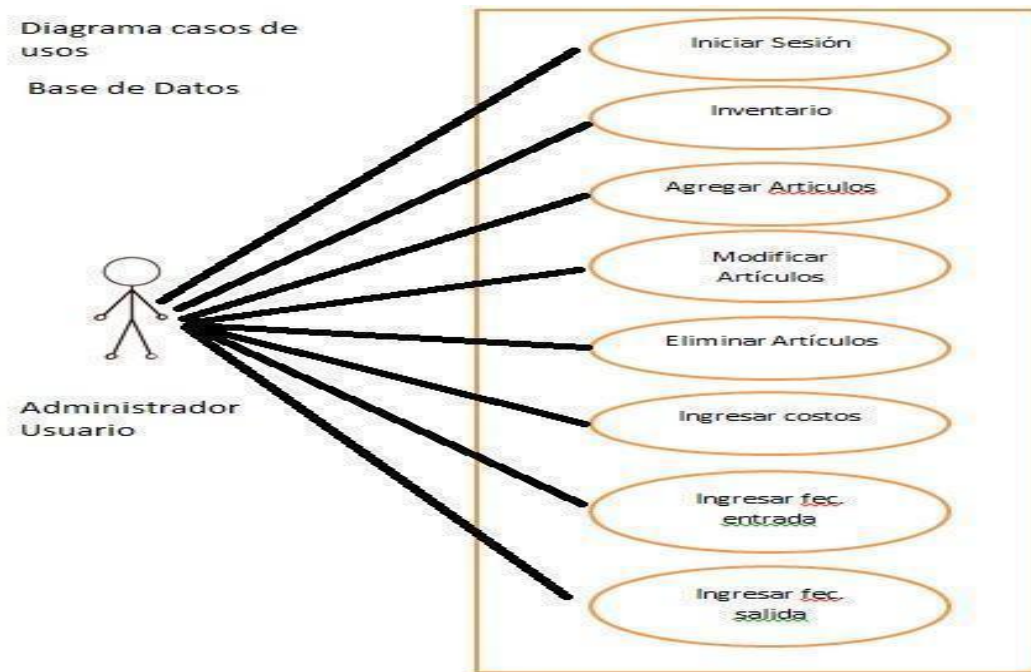 Diagrama casos de
usos
Base de Datos
Administrador
Usuario
Iniciar Sesión
Inventario
Agregar Articulos
Modificar
Artículos
Eliminar Artículos
Ingresar costos
Ingresar fec.
entrada
Ingresar fec.
salida